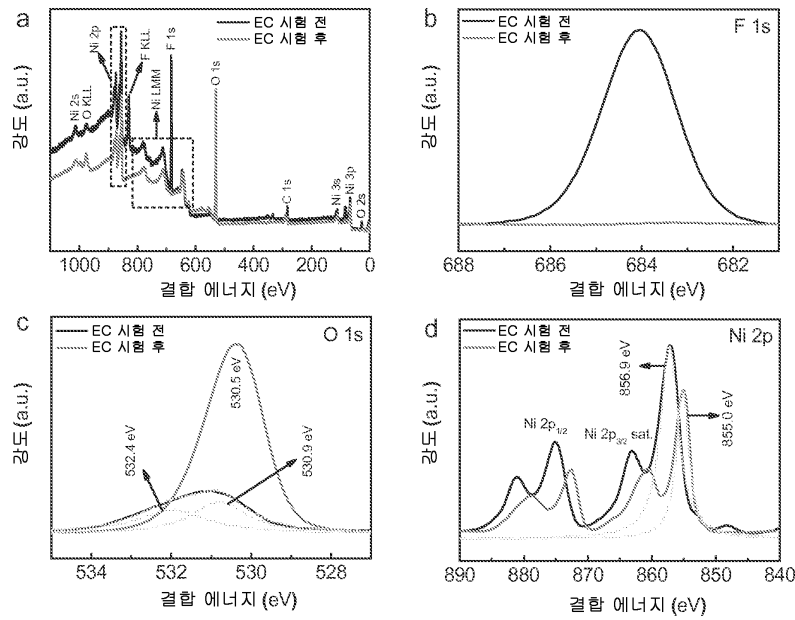 a
EC 시험 전
EC 시험 후
Ni 2s
O KLL
Ni 2p
F KLL
Ni LMM
F 1s
O 1s
C 1s
Ni 3s
Ni 3p
O 2s
강도 (a.u.)
1000 800 600 400 200 0
결합 에너지 (eV)
b
EC 시험 전
EC 시험 후
F 1s
강도 (a.u.)
688 686 684 682
결합 에너지 (eV)
c
EC 시험 전
EC 시험 후
O 1s
532.4 eV
530.5 eV
530.9 eV
강도 (a.u.)
534 532 530 528
결합 에너지 (eV)
d
EC 시험 전
EC 시험 후
Ni 2p
856.9 eV
855.0 eV
Ni 2p1/2
Ni 2p3/2 sat.
강도 (a.u.)
890 880 870 860 850 840
결합 에너지 (eV)